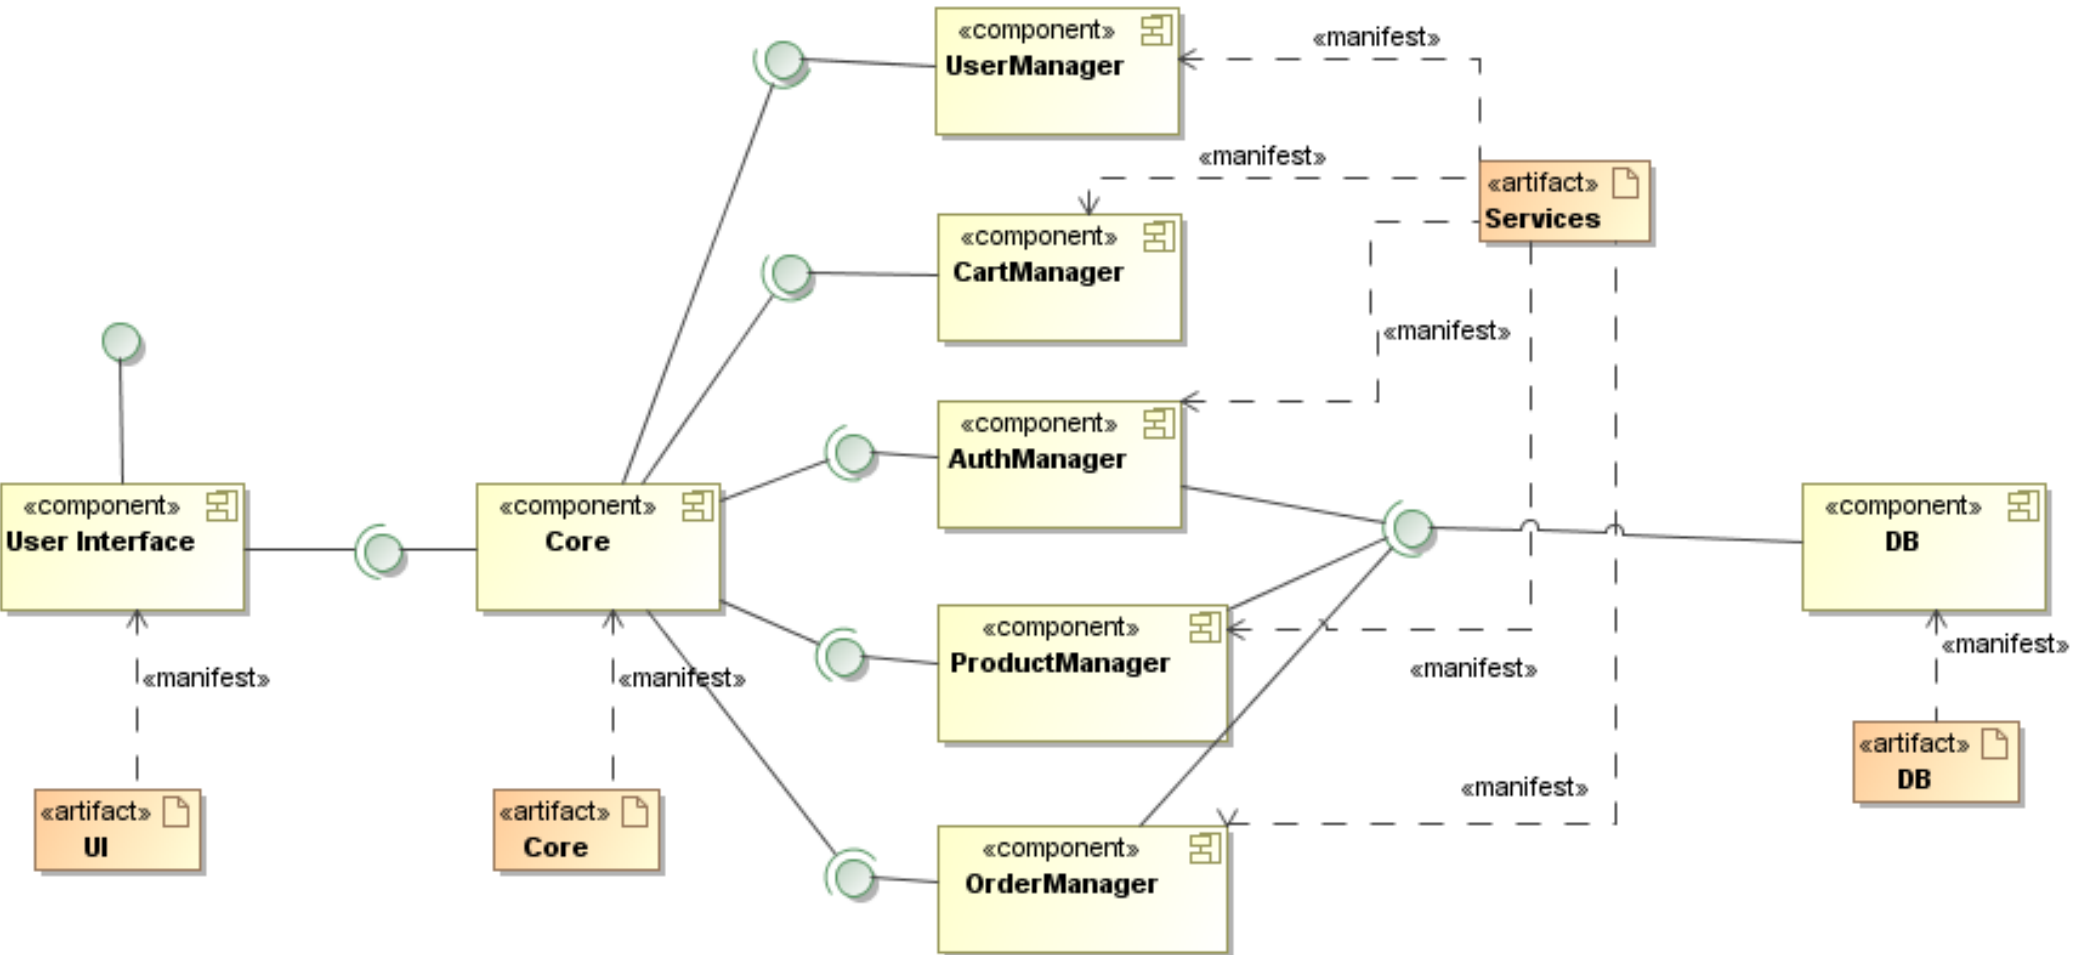 «component»
UserManager
«manifest»
«manifest»
«artifact»
Services
«component»
CartManager
«manifest»
«component»
AuthManager
«component»
User Interface
«component»
Core
«component»
DB
«component»
ProductManager
«manifest»
«manifest»
«manifest»
«manifest»
«artifact»
DB
«manifest»
«artifact»
UI
«artifact»
Core
«component»
OrderManager